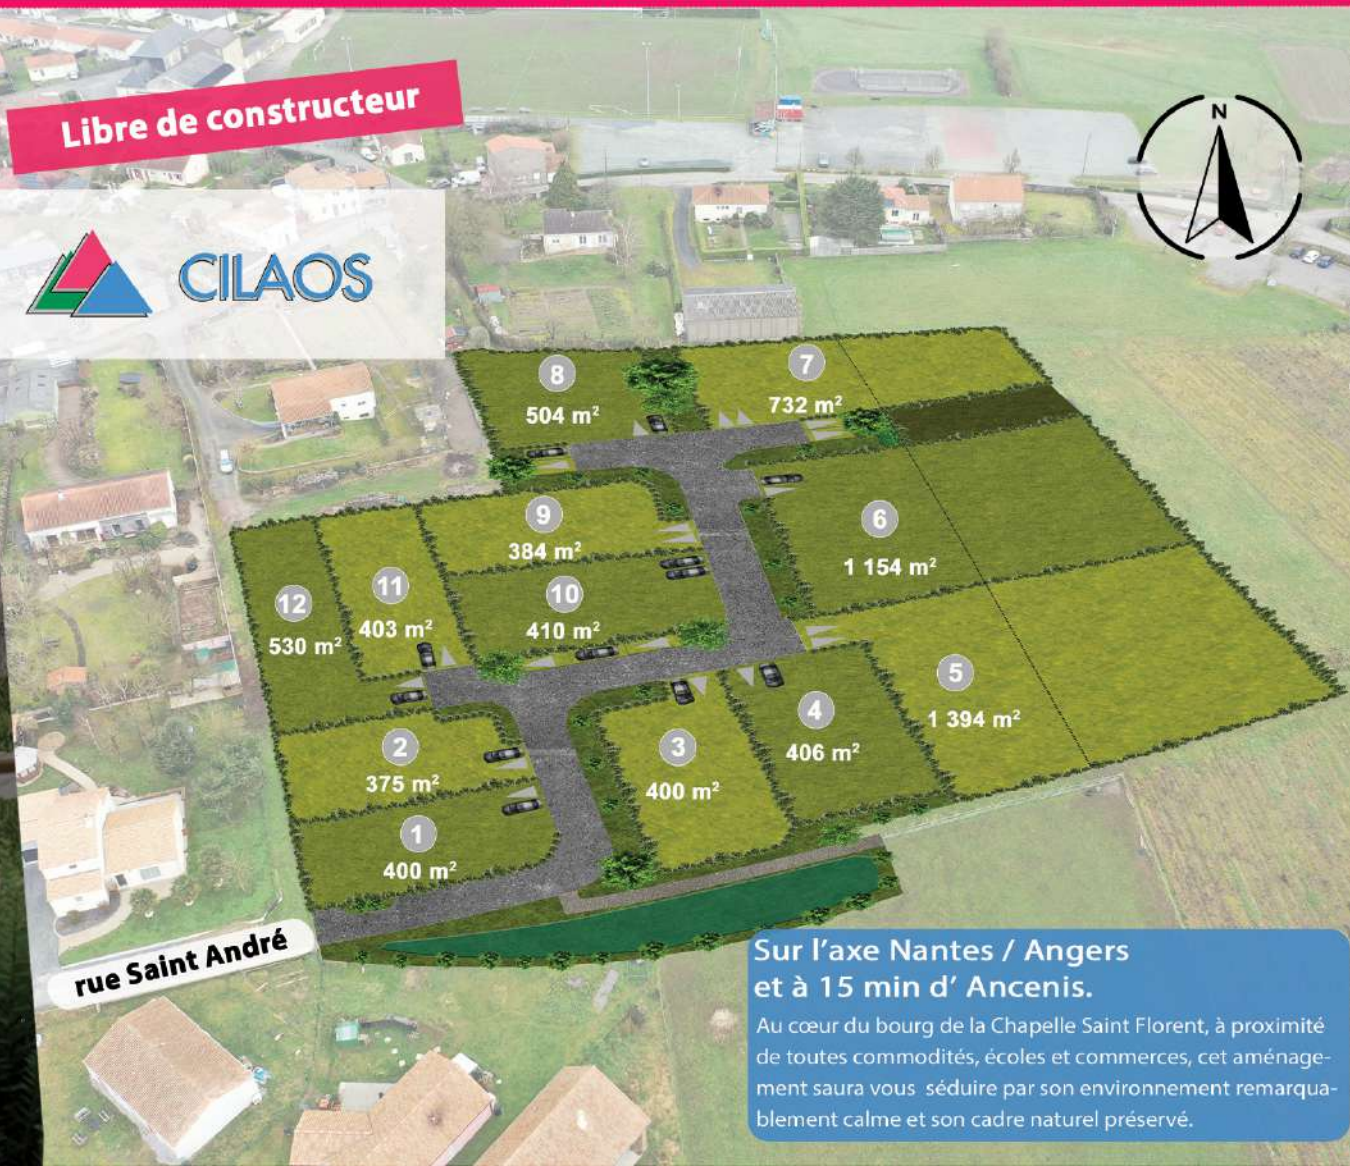 Libre de constructeur
N
CILAOS
8
504 m²
7
732 m²
9
384 m²
6
1 154 m²
10
410 m²
11
403 m²
12
530 m²
5
1 394 m²
4
406 m²
3
400 m²
2
375 m²
1
400 m²
rue Saint André
Sur l'axe Nantes / Angers
et à 15 min d' Ancenis.
Au cœur du bourg de la Chapelle Saint Florent, à proximité
de toutes commodités, écoles et commerces, cet aménage-
ment saura vous séduire par son environnement remarqua-
blement calme et son cadre naturel préservé.